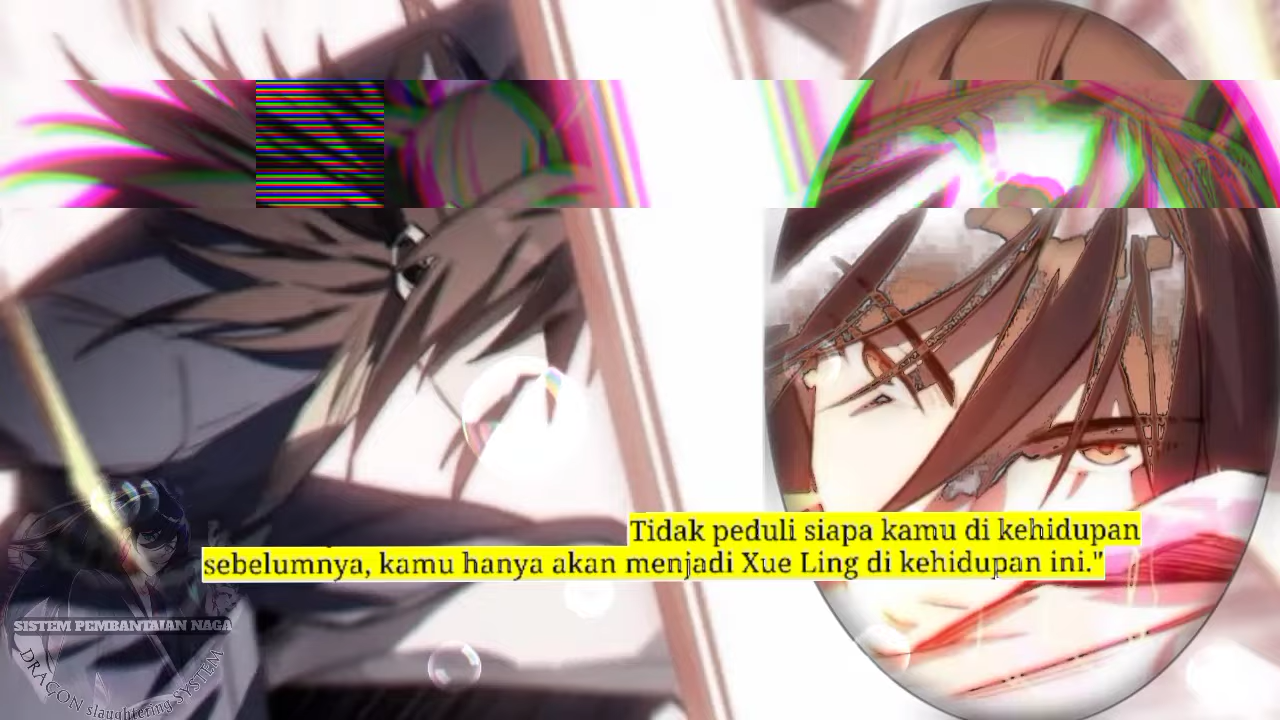 Tidak peduli siapa kamu di kehidupan
sebelumnya, kamu hanya akan menjadi Xue Ling di kehidupan ini."
SISTEM PEMBANTAIAN NAGA
DRAGON slaughtering SYSTEM